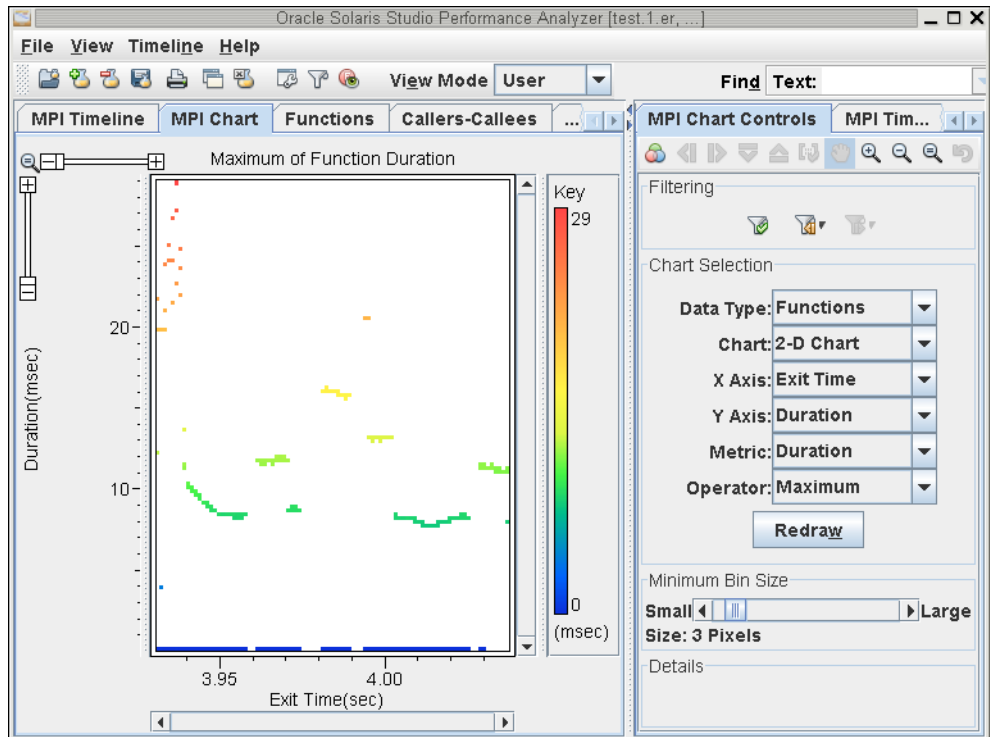 Oracle Solaris Studio Performance Analyzer [test.1.er, ...]
File View Timeline Help
View Mode User
Find Text:
MPI Timeline MPI Chart Functions Callers-Callees ...
MPI Chart Controls MPI Tim...
Maximum of Function Duration
Key
29
0
(msec)
20
10
Duration(msec)
3.95 4.00
Exit Time(sec)
Filtering
Chart Selection
Data Type: Functions
Chart: 2-D Chart
X Axis: Exit Time
Y Axis: Duration
Metric: Duration
Operator: Maximum
Redraw
Minimum Bin Size
Small Large
Size: 3 Pixels
Details